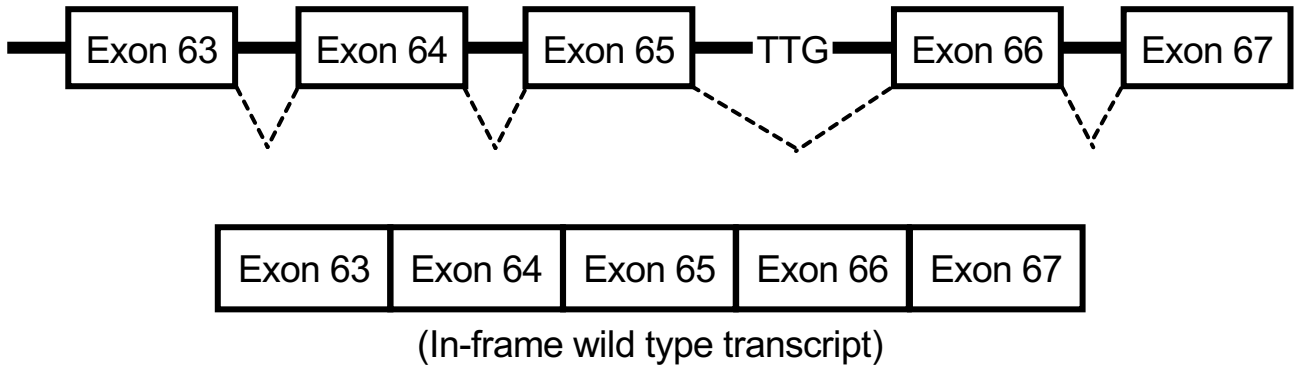 Exon 63 Exon 64 Exon 65 TTG Exon 66 Exon 67
Exon 63 Exon 64 Exon 65 Exon 66 Exon 67
(In-frame wild type transcript)